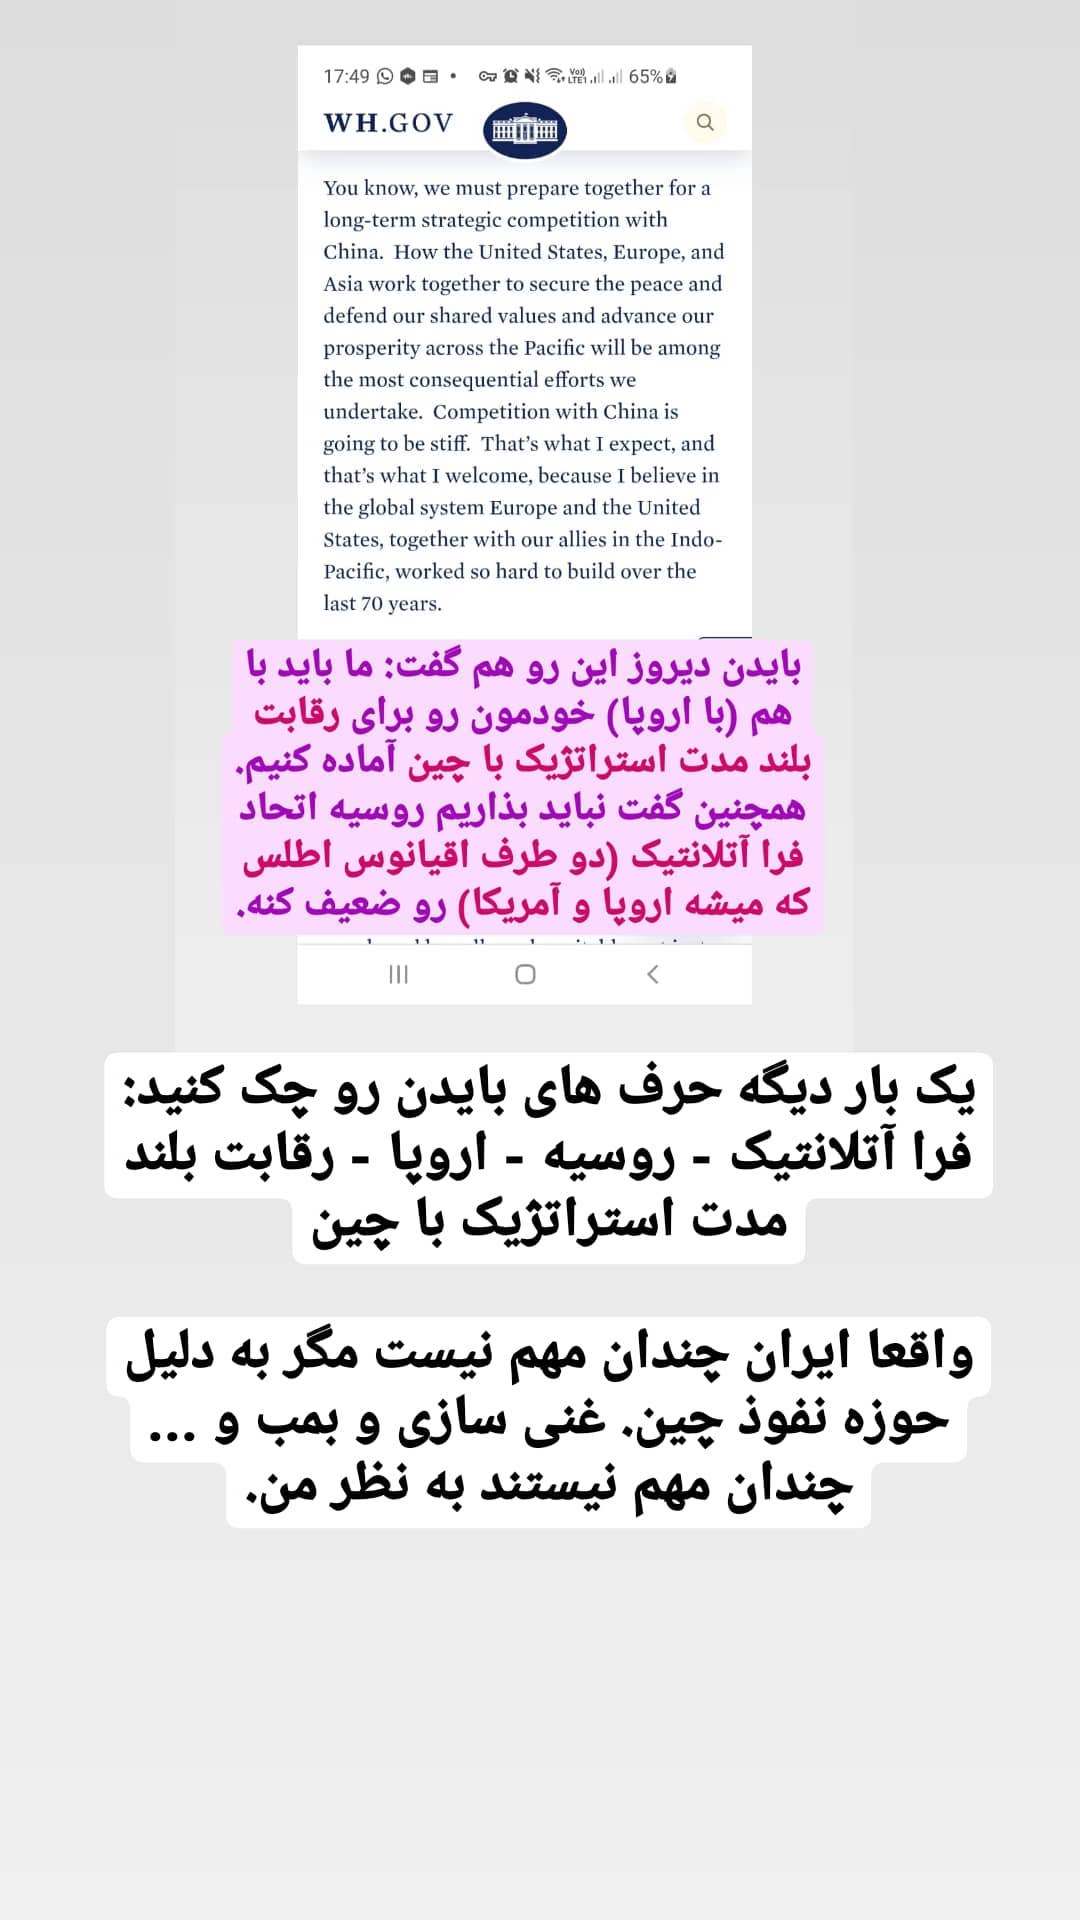 17:49
65%
WH.GOV
You know, we must prepare together for a
long-term strategic competition with
China.  How the United States, Europe, and
Asia work together to secure the peace and
defend our shared values and advance our
prosperity across the Pacific will be among
the most consequential efforts we
undertake.  Competition with China is
going to be stiff.  That’s what I expect, and
that’s what I welcome, because I believe in
the global system Europe and the United
States, together with our allies in the Indo-
Pacific, worked so hard to build over the
last 70 years.
بایدن دیروز این رو هم گفت: ما باید با
هم (با اروپا) خودمون رو برای رقابت
بلند مدت استراتژیک با چین آماده کنیم.
همچنین گفت نباید بذاریم روسیه اتحاد
فرا آتلانتیک (دو طرف اقیانوس اطلس
که میشه اروپا و آمریکا) رو ضعیف کنه.
یک بار دیگه حرف های بایدن رو چک کنید:
فرا آتلانتیک - روسیه - اروپا - رقابت بلند
مدت استراتژیک با چین
واقعا ایران چندان مهم نیست مگر به دلیل
حوزه نفوذ چین. غنی سازی و بمب و ...
چندان مهم نیستند به نظر من.